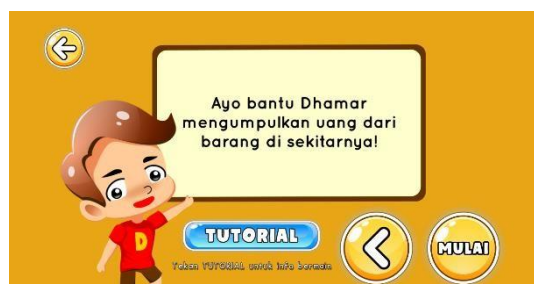 Ayo bantu Dhamar
mengumpulkan uang dari
barang di sekitarnya!
D
TUTORIAL
MULAI
Tekan TUTORIAL untuk info bermain